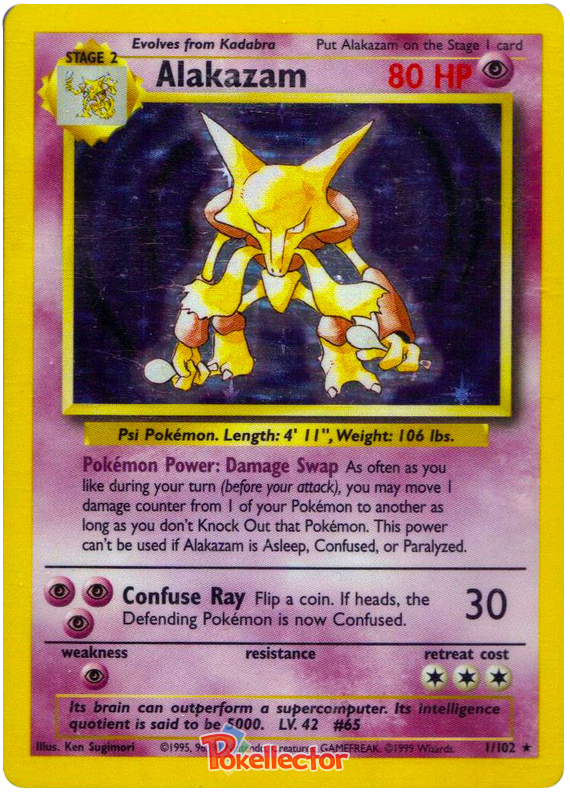 Evolves from Kadabra Put Alakazam on the Stage 1 card
STAGE 2
Alakazam 80 HP
Psi Pokémon. Length: 4' 11", Weight: 106 lbs.
Pokémon Power: Damage Swap As often as you
like during your turn (before your attack), you may move 1
damage counter from 1 of your Pokémon to another as
long as you don't Knock Out that Pokémon. This power
can't be used if Alakazam is Asleep, Confused, or Paralyzed.
Confuse Ray Flip a coin. If heads, the 30
Defending Pokémon is now Confused.
weakness resistance retreat cost
Its brain can outperform a supercomputer. Its intelligence
quotient is said to be 5000. LV. 42 #65
Illus. Ken Sugimori ©1995, GAMEFREAK. ©1999 Wizards. 1/102 ★
Pokellector